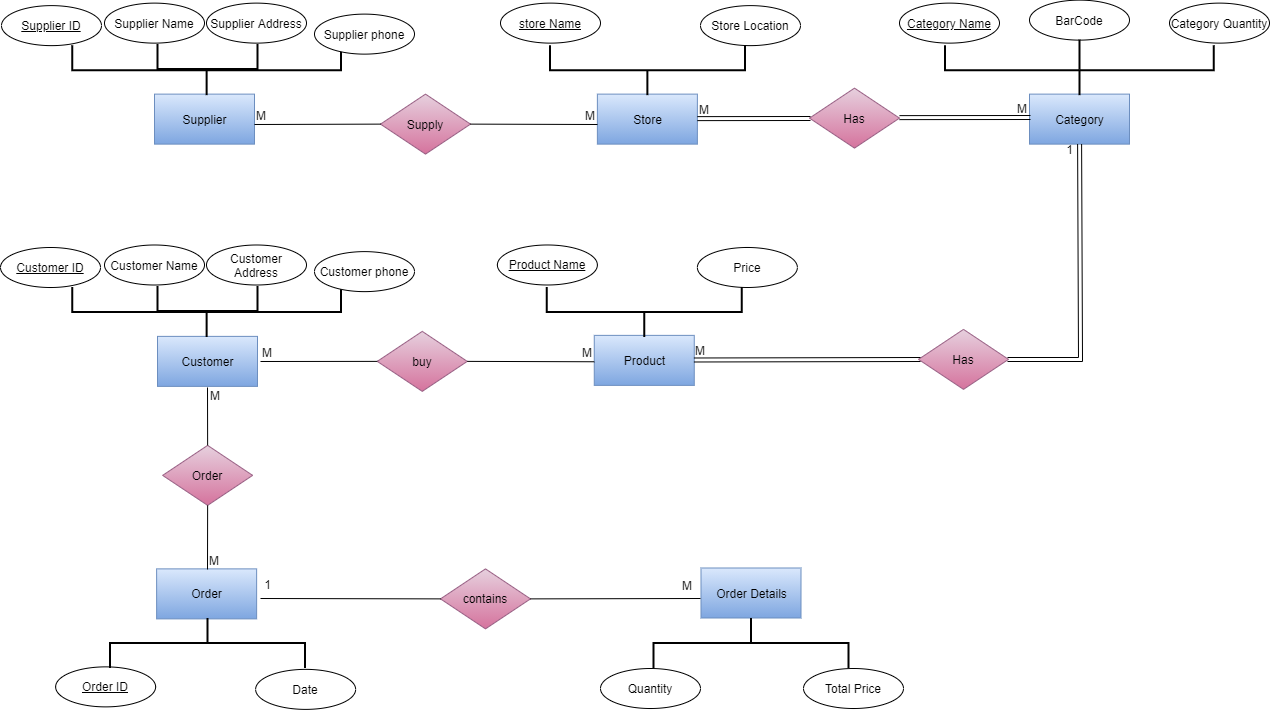 Supplier ID
Supplier Name
Supplier Address
Supplier phone
store Name
Store Location
Category Name
BarCode
Category Quantity
Supplier
M
Supply
M
Store
M
Has
M
Category
1
Customer ID
Customer Name
Customer
Address
Customer phone
Product Name
Price
Customer
M
buy
M
Product
M
Has
M
Order
M
Order
1
contains
M
Order Details
Order ID
Date
Quantity
Total Price